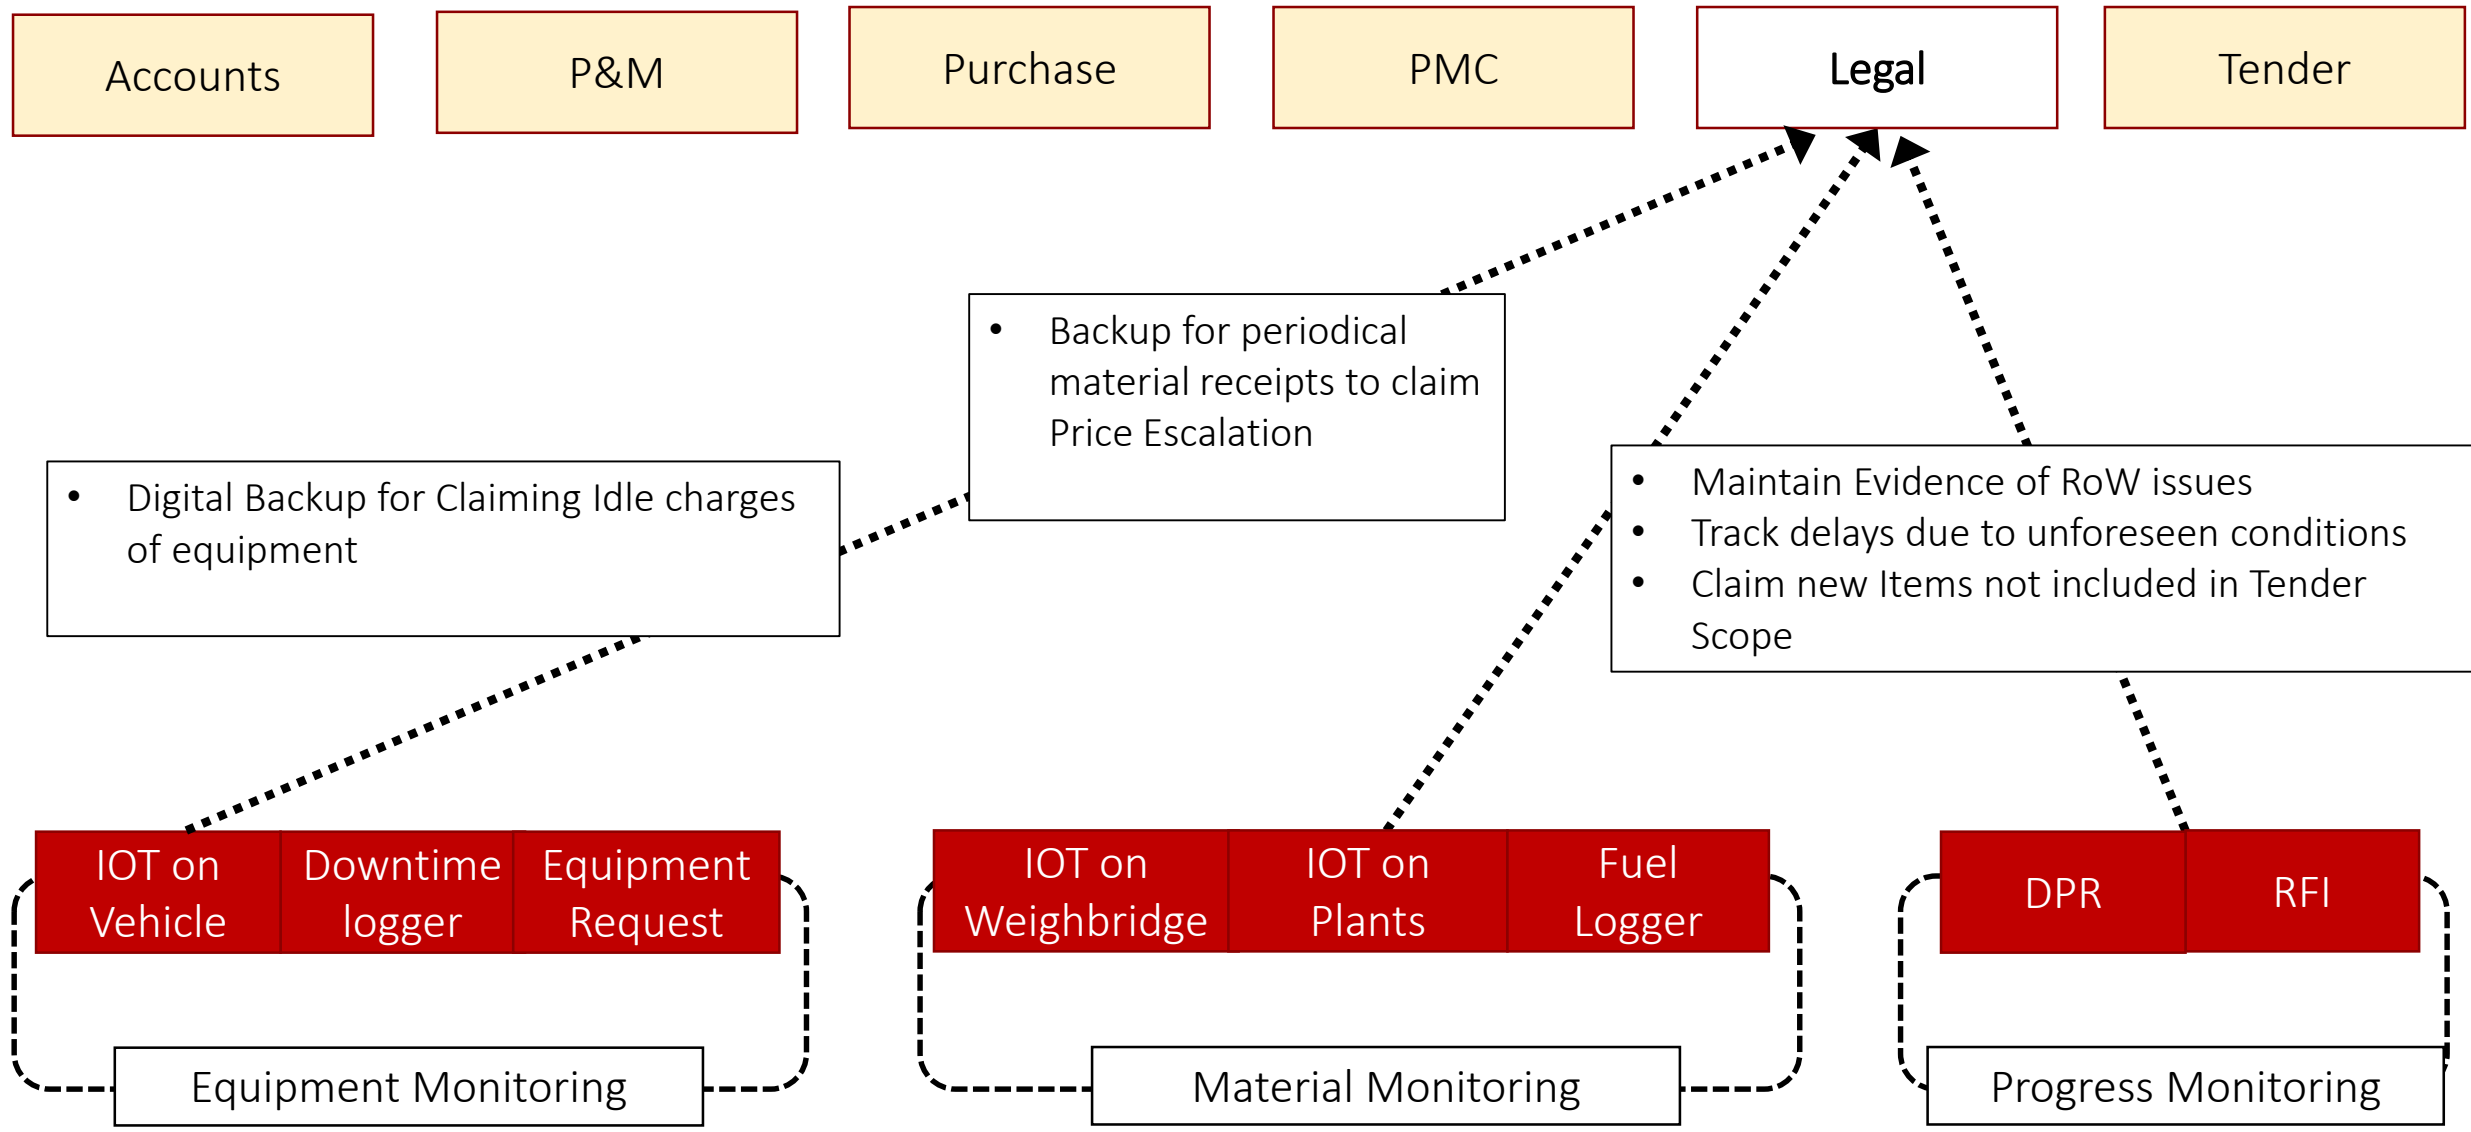 Accounts
P&M
Purchase
PMC
Legal
Tender
• Backup for periodical
material receipts to claim
Price Escalation
• Digital Backup for Claiming Idle charges
of equipment
• Maintain Evidence of RoW issues
• Track delays due to unforeseen conditions
• Claim new Items not included in Tender
Scope
IOT on
Vehicle
Downtime
logger
Equipment
Request
IOT on
Weighbridge
IOT on
Plants
Fuel
Logger
DPR
RFI
Equipment Monitoring
Material Monitoring
Progress Monitoring